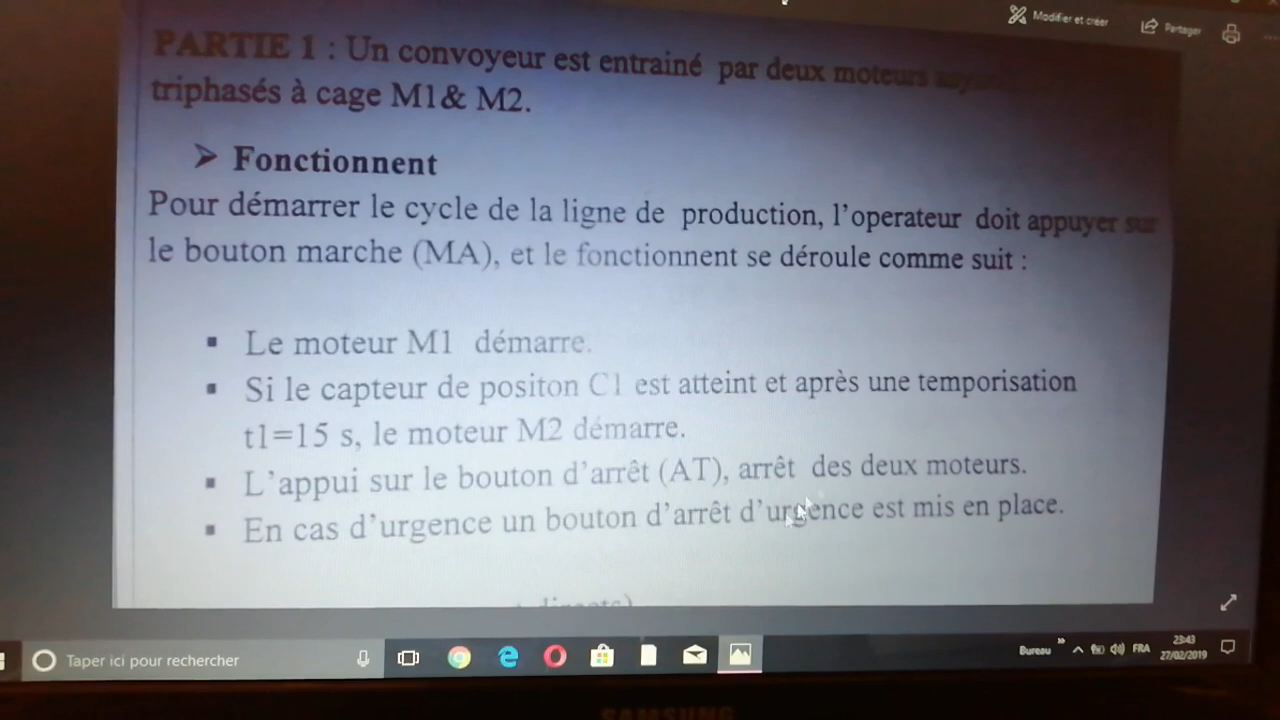 Modifier et créer
Partager
PARTIE 1 : Un convoyeur est entrainé par deux moteurs
triphasés à cage M1& M2.
➢ Fonctionnent
Pour démarrer le cycle de la ligne de production, l'operateur doit appuyer sur
le bouton marche (MA), et le fonctionnent se déroule comme suit :
▪ Le moteur M1 démarre.
▪ Si le capteur de positon C1 est atteint et après une temporisation
t1=15 s, le moteur M2 démarre.
▪ L'appui sur le bouton d'arrêt (AT), arrêt des deux moteurs.
▪ En cas d'urgence un bouton d'arrêt d'urgence est mis en place.
Taper ici pour rechercher
Bureau
FRA
23:43
27/02/2019
SAMSUNG